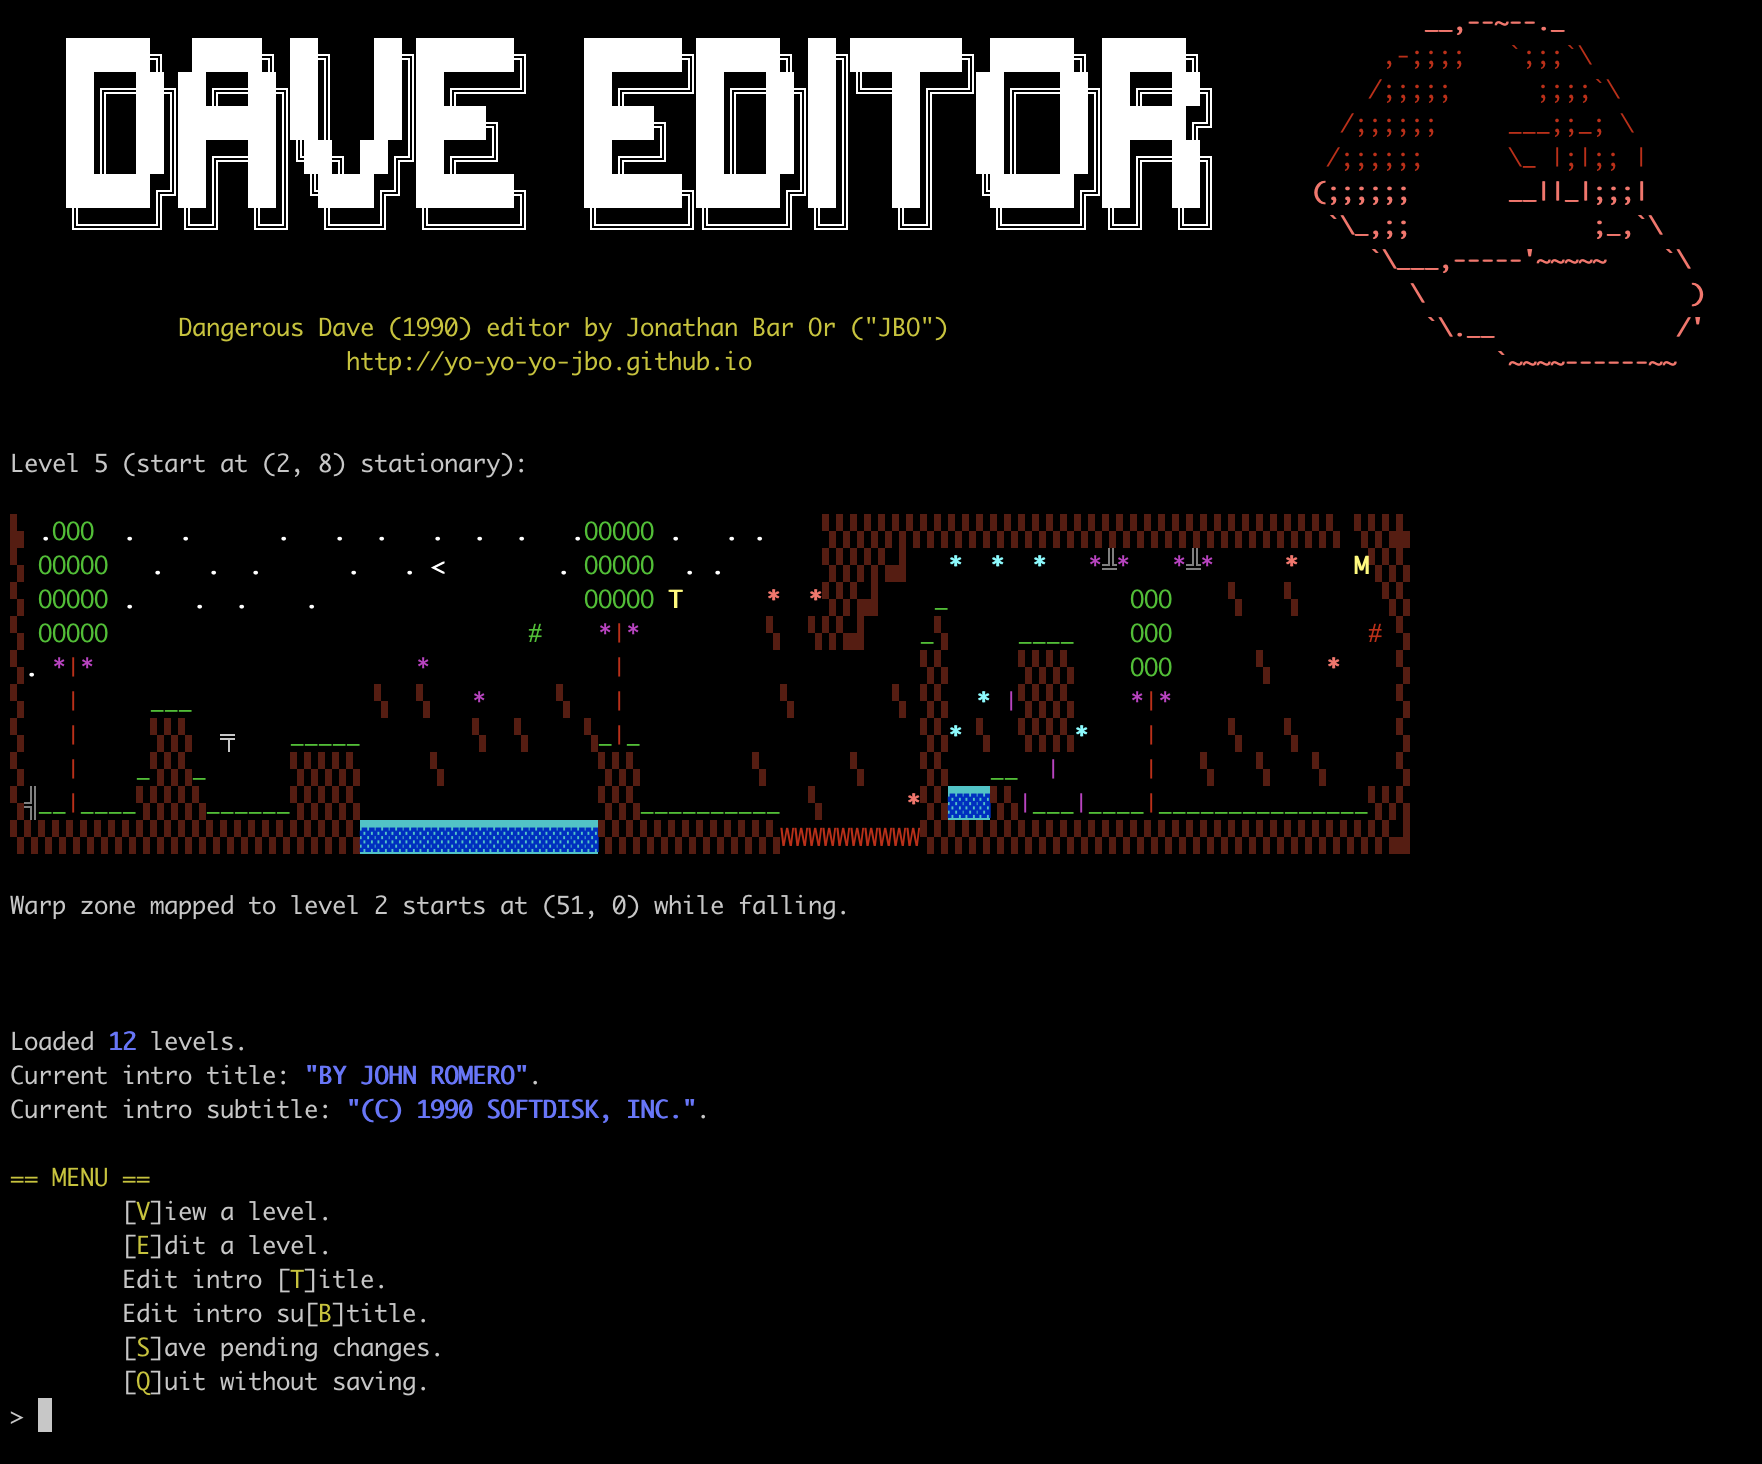 DAVE EDITOR
Dangerous Dave (1990) editor by Jonathan Bar Or ("JBO")
http://yo-yo-yo-jbo.github.io
Level 5 (start at (2, 8) stationary):
Warp zone mapped to level 2 starts at (51, 0) while falling.
Loaded 12 levels.
Current intro title: "BY JOHN ROMERO".
Current intro subtitle: "(C) 1990 SOFTDISK, INC.".
== MENU ==
[V]iew a level.
[E]dit a level.
Edit intro [T]itle.
Edit intro su[B]title.
[S]ave pending changes.
[Q]uit without saving.
>